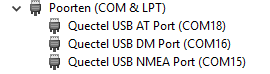 Poorten (COM & LPT)
Quectel USB AT Port (COM18)
Quectel USB DM Port (COM16)
Quectel USB NMEA Port (COM15)